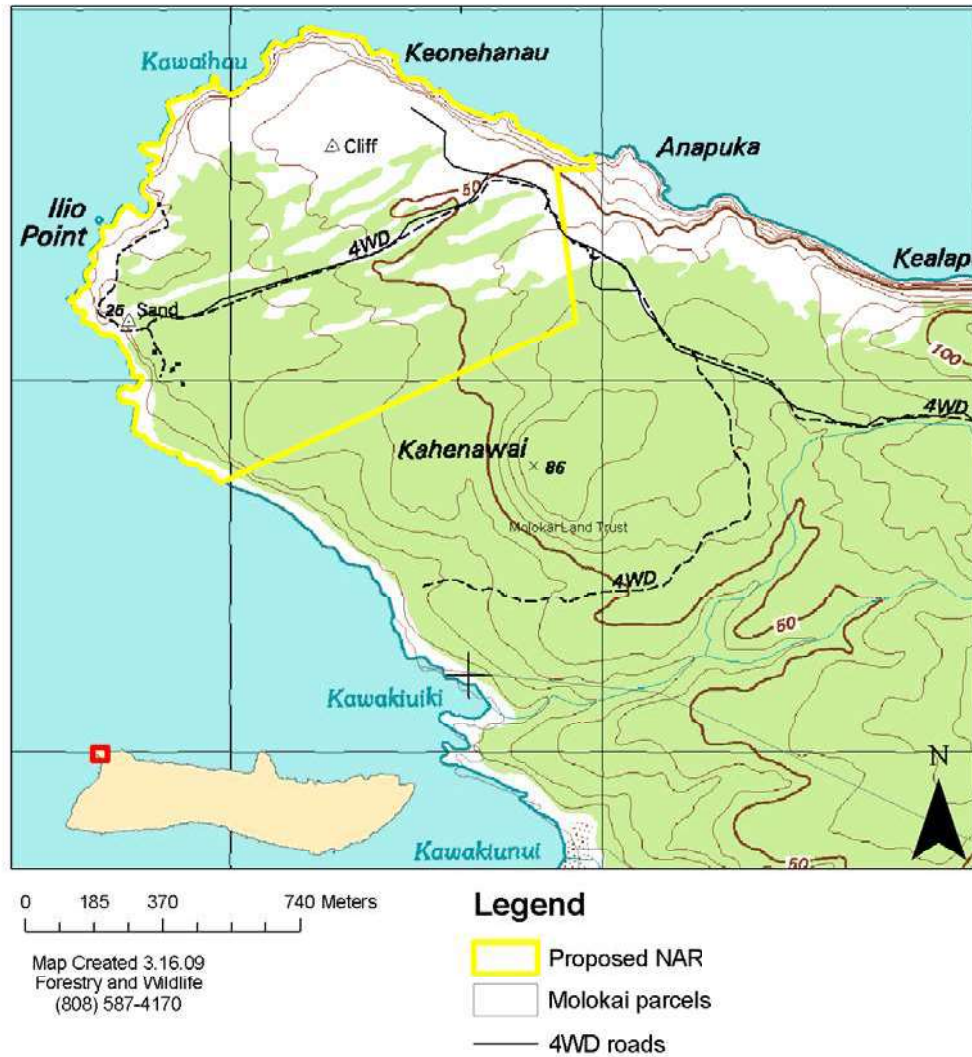 Kawaihau
Keonehanau
Cliff
Anapuka
Ilio
Point
50
4WD
Kealap
25
Sand
100
4WD
Kahenawai
86
Molokai Land Trust
4WD
50
Kawakiuiki
N
Kawakiunui
50
0 185 370 740 Meters
Map Created 3.16.09
Forestry and Wildlife
(808) 587-4170
Legend
Proposed NAR
Molokai parcels
4WD roads